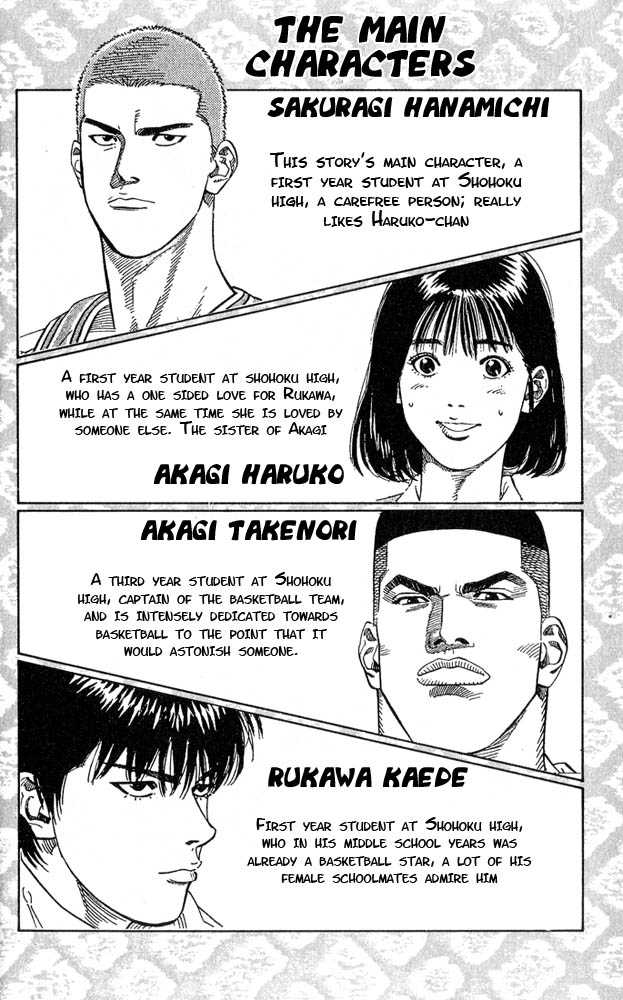 THE MAIN
CHARACTERS
SAKURAGI HANAMICHI
THIS STORY'S MAIN CHARACTER, A
FIRST YEAR STUDENT AT SHOHOKU
HIGH, A CAREFREE PERSON; REALLY
LIKES HARUKO-CHAN
A FIRST YEAR STUDENT AT SHOHOKU HIGH,
WHO HAS A ONE SIDED LOVE FOR RUKAWA,
WHILE AT THE SAME TIME SHE IS LOVED BY
SOMEONE ELSE. THE SISTER OF AKAGI
AKAGI HARUKO
AKAGI TAKENORI
A THIRD YEAR STUDENT AT SHOHOKU
HIGH, CAPTAIN OF THE BASKETBALL TEAM,
AND IS INTENSELY DEDICATED TOWARDS
BASKETBALL TO THE POINT THAT IT
WOULD ASTONISH SOMEONE.
RUKAWA KAEDE
FIRST YEAR STUDENT AT SHOHOKU HIGH,
WHO IN HIS MIDDLE SCHOOL YEARS WAS
ALREADY A BASKETBALL STAR, A LOT OF HIS
FEMALE SCHOOLMATES ADMIRE HIM